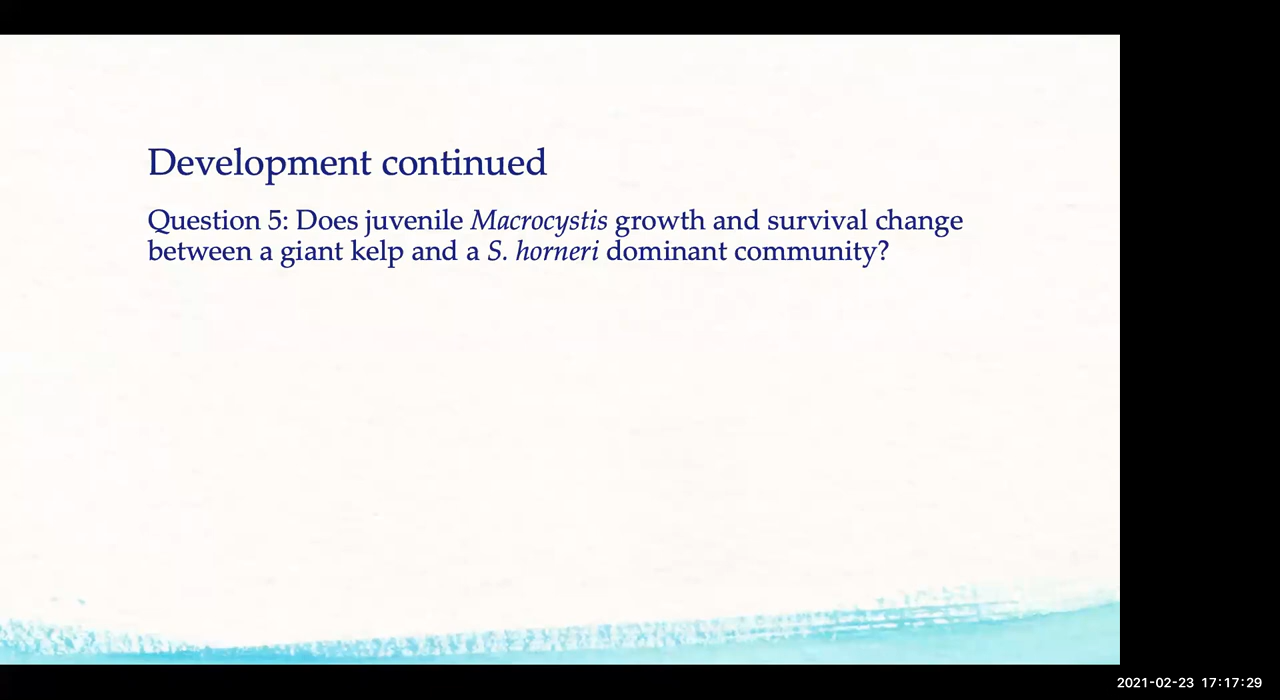 Development continued
Question 5: Does juvenile Macrocystis growth and survival change
between a giant kelp and a S. horneri dominant community?
2021-02-23 17:17:29